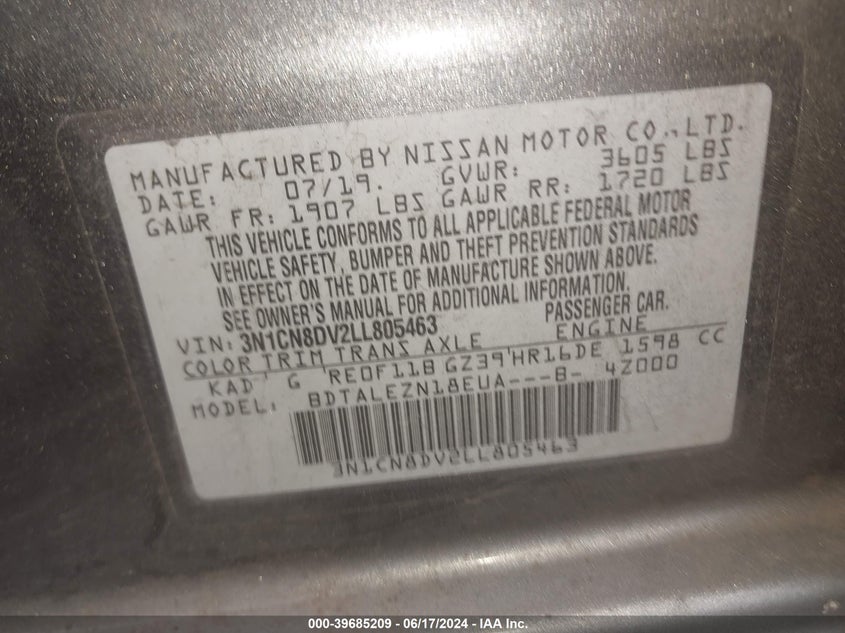 MANUFACTURED BY NISSAN MOTOR CO., LTD.
DATE: 07/19. GVWR: 3605 LBS
GAWR FR: 1907 LBS GAWR RR: 1720 LBS
THIS VEHICLE CONFORMS TO ALL APPLICABLE FEDERAL MOTOR
VEHICLE SAFETY, BUMPER AND THEFT PREVENTION STANDARDS
IN EFFECT ON THE DATE OF MANUFACTURE SHOWN ABOVE.
SEE OWNER'S MANUAL FOR ADDITIONAL INFORMATION.
VIN: 3N1CN8DV2LL805463 PASSENGER CAR.
COLOR TRIM TRANS AXLE ENGINE
KAD G RE0F11B GZ39 HR16DE 1598 CC
MODEL: BDTALEZN18EUA---B- 4Z000
3N1CN8DV2LL805463
000-39685209 - 06/17/2024 - IAA Inc.